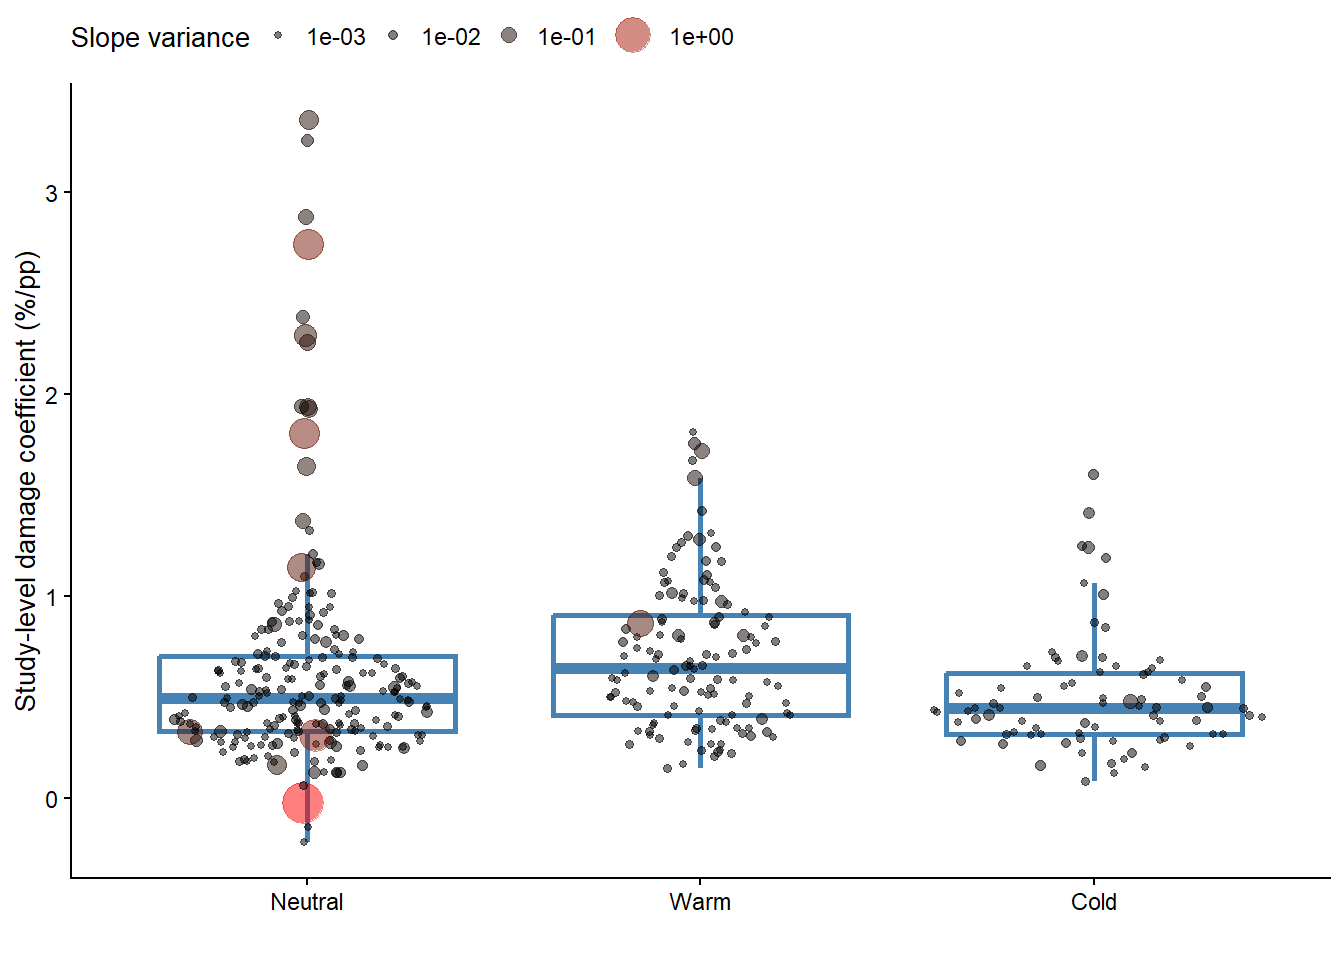 Slope variance 1e-03 1e-02 1e-01 1e+00
Study-level damage coefficient (%/pp)
3
2
1
0
Neutral Warm Cold